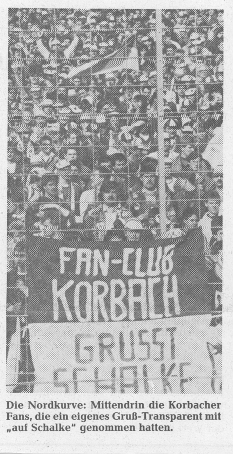 FAN-CLUB
KORBACH
GRÜSST
SCHALKE
Die Nordkurve: Mittendrin die Korbacher
Fans, die ein eigenes Gruß-Transparent mit
„auf Schalke“ genommen hatten.